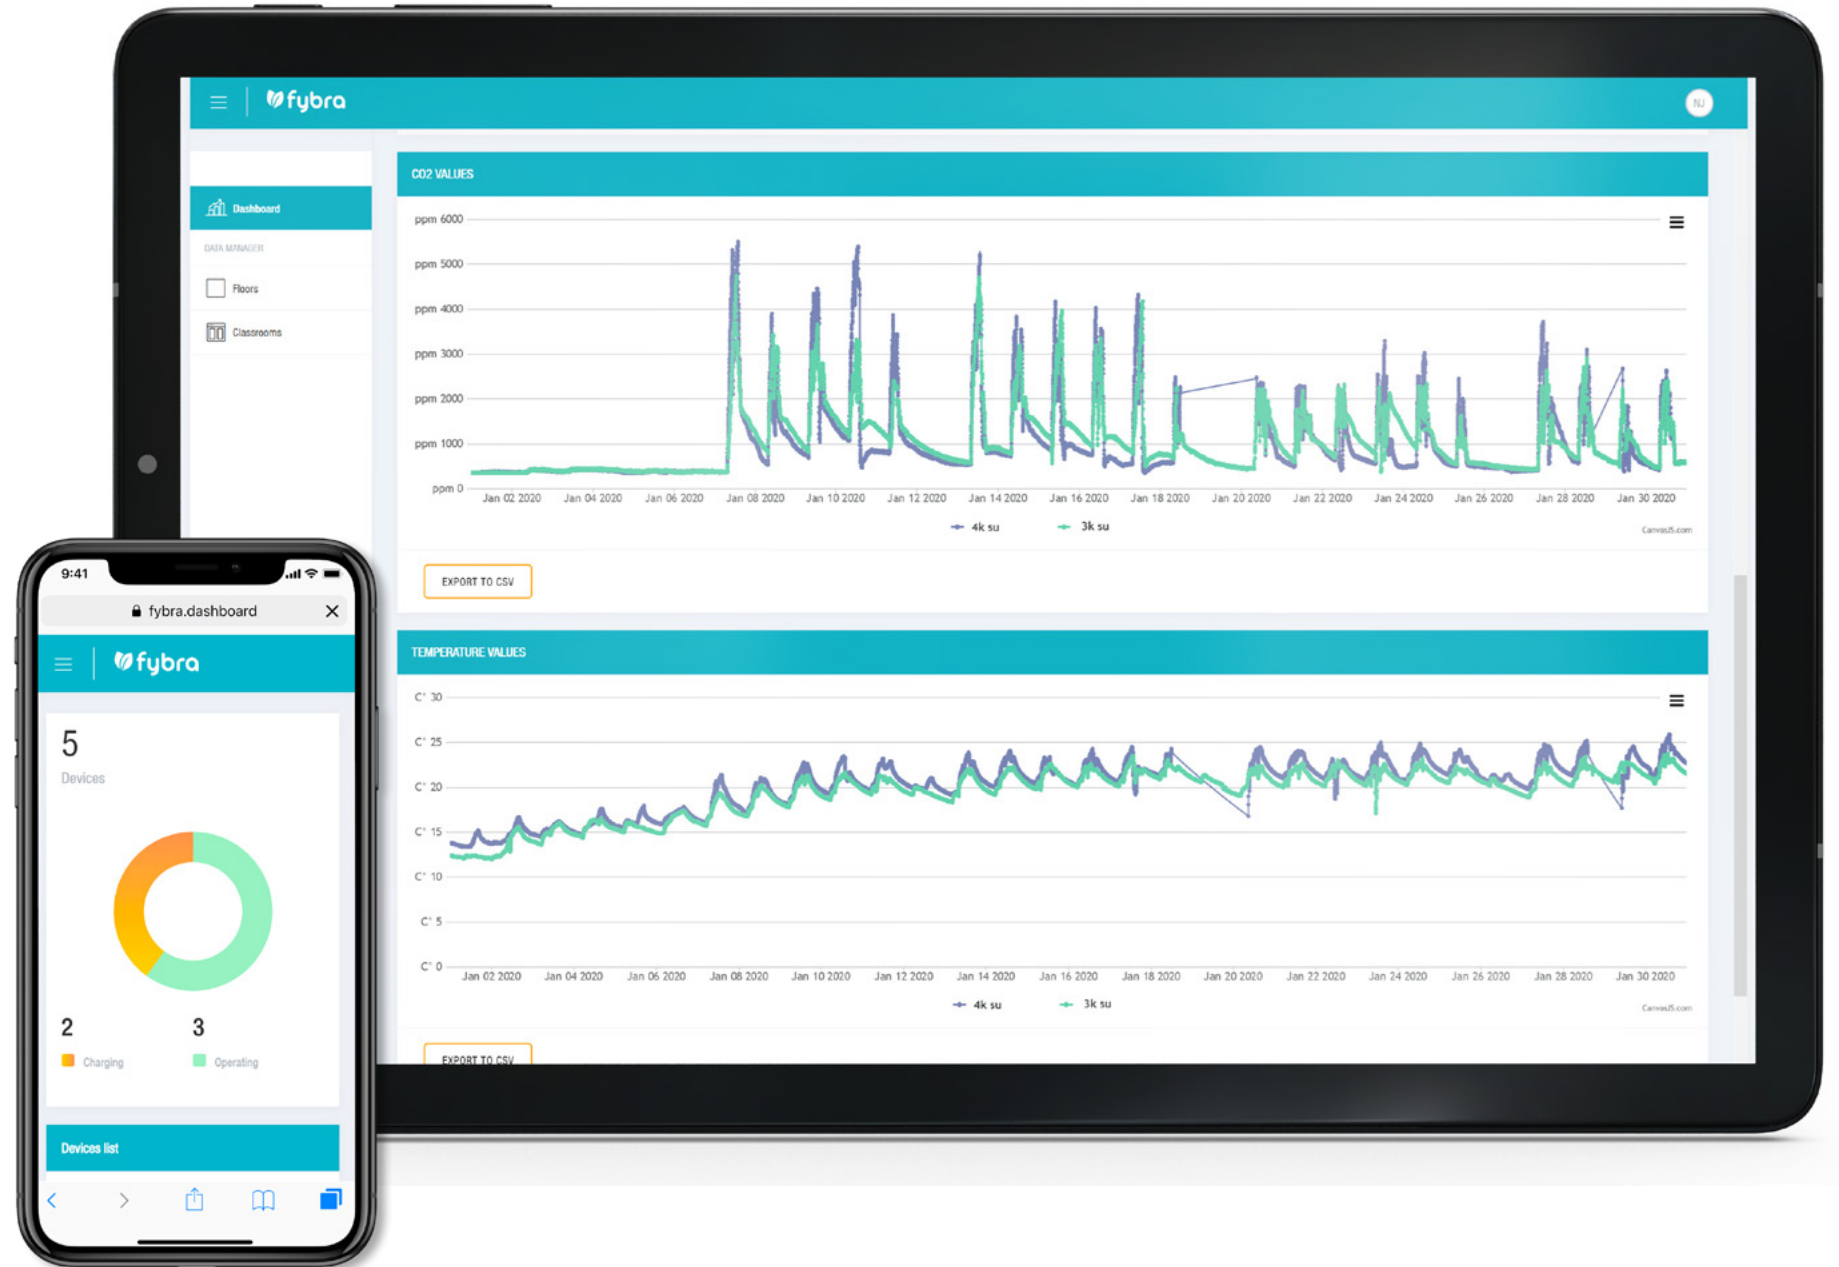 fybra
NJ
CO2 VALUES
Dashboard
DATA MANAGER
Floors
Classrooms
ppm 6000
ppm 5000
ppm 4000
ppm 3000
ppm 2000
ppm 1000
ppm 0
Jan 02 2020 Jan 04 2020 Jan 06 2020 Jan 08 2020 Jan 10 2020 Jan 12 2020 Jan 14 2020 Jan 16 2020 Jan 18 2020 Jan 20 2020 Jan 22 2020 Jan 24 2020 Jan 26 2020 Jan 28 2020 Jan 30 2020
4k su 3k su
CanvasJS.com
EXPORT TO CSV
TEMPERATURE VALUES
C° 30
C° 25
C° 20
C° 15
C° 10
C° 5
C° 0
Jan 02 2020 Jan 04 2020 Jan 06 2020 Jan 08 2020 Jan 10 2020 Jan 12 2020 Jan 14 2020 Jan 16 2020 Jan 18 2020 Jan 20 2020 Jan 22 2020 Jan 24 2020 Jan 26 2020 Jan 28 2020 Jan 30 2020
4k su 3k su
CanvasJS.com
EXPORT TO CSV
9:41
fybra.dashboard
fybra
5
Devices
2 3
Charging Operating
Devices list